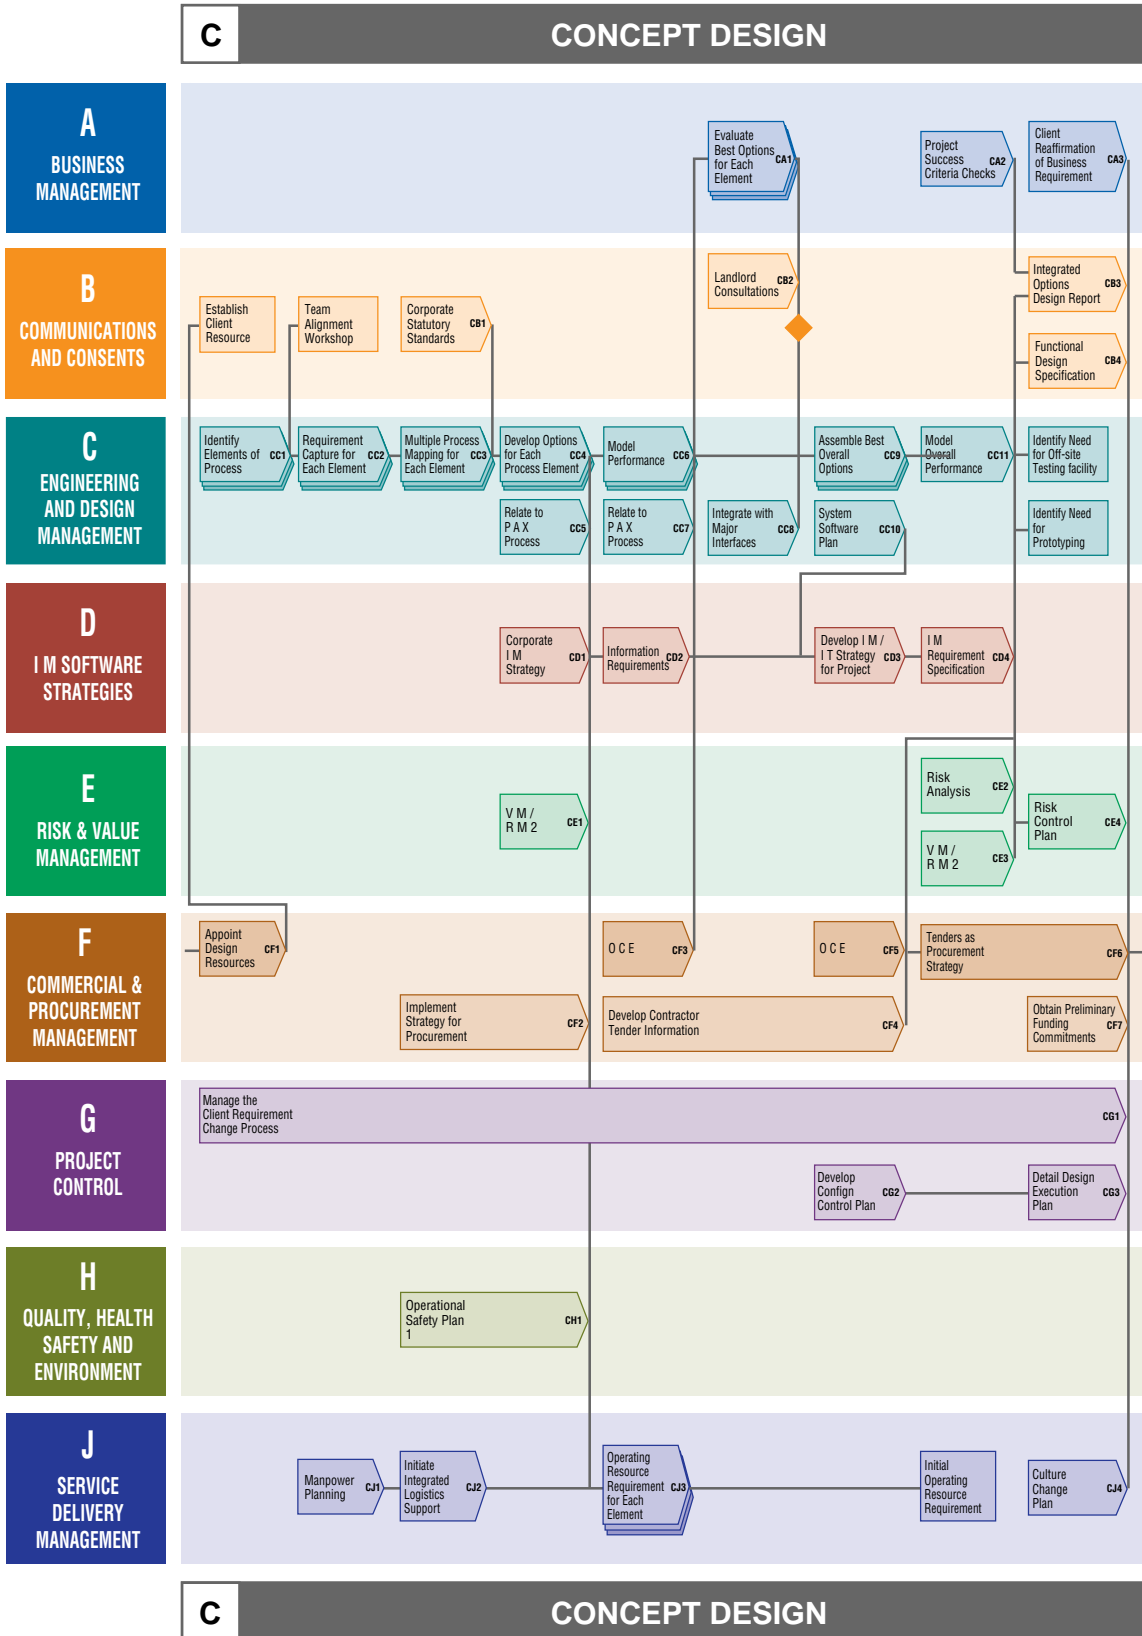 C
CONCEPT DESIGN
A
BUSINESS
MANAGEMENT
Evaluate
Best Options
for Each
Element
CA1
Project
Success
Criteria Checks
CA2
Client
Reaffirmation
of Business
Requirement
CA3
B
COMMUNICATIONS
AND CONSENTS
Establish
Client
Resource
Team
Alignment
Workshop
Corporate
Statutory
Standards
CB1
Landlord
Consultations
CB2
Integrated
Options
Design Report
CB3
Functional
Design
Specification
CB4
C
ENGINEERING
AND DESIGN
MANAGEMENT
Identify
Elements of
Process
CC1
Requirement
Capture for
Each Element
CC2
Multiple Process
Mapping for
Each Element
CC3
Develop Options
for Each
Process Element
CC4
Model
Performance
CC6
Assemble Best
Overall
Options
CC9
Model
Overall
Performance
CC11
Identify Need
for Off-site
Testing facility
Relate to
P A X
Process
CC5
Relate to
P A X
Process
CC7
Integrate with
Major
Interfaces
CC8
System
Software
Plan
CC10
Identify Need
for
Prototyping
D
I M SOFTWARE
STRATEGIES
Corporate
I M
Strategy
CD1
Information
Requirements
CD2
Develop I M /
I T Strategy
for Project
CD3
I M
Requirement
Specification
CD4
E
RISK & VALUE
MANAGEMENT
V M /
R M 2
CE1
Risk
Analysis
CE2
V M /
R M 2
CE3
Risk
Control
Plan
CE4
F
COMMERCIAL &
PROCUREMENT
MANAGEMENT
Appoint
Design
Resources
CF1
O C E
CF3
O C E
CF5
Tenders as
Procurement
Strategy
CF6
Implement
Strategy for
Procurement
CF2
Develop Contractor
Tender Information
CF4
Obtain Preliminary
Funding
Commitments
CF7
G
PROJECT
CONTROL
Manage the
Client Requirement
Change Process
CG1
Develop
Confign
Control Plan
CG2
Detail Design
Execution
Plan
CG3
H
QUALITY, HEALTH
SAFETY AND
ENVIRONMENT
Operational
Safety Plan
1
CH1
J
SERVICE
DELIVERY
MANAGEMENT
Manpower
Planning
CJ1
Initiate
Integrated
Logistics
Support
CJ2
Operating
Resource
Requirement
for Each
Element
CJ3
Initial
Operating
Resource
Requirement
Culture
Change
Plan
CJ4
C
CONCEPT DESIGN